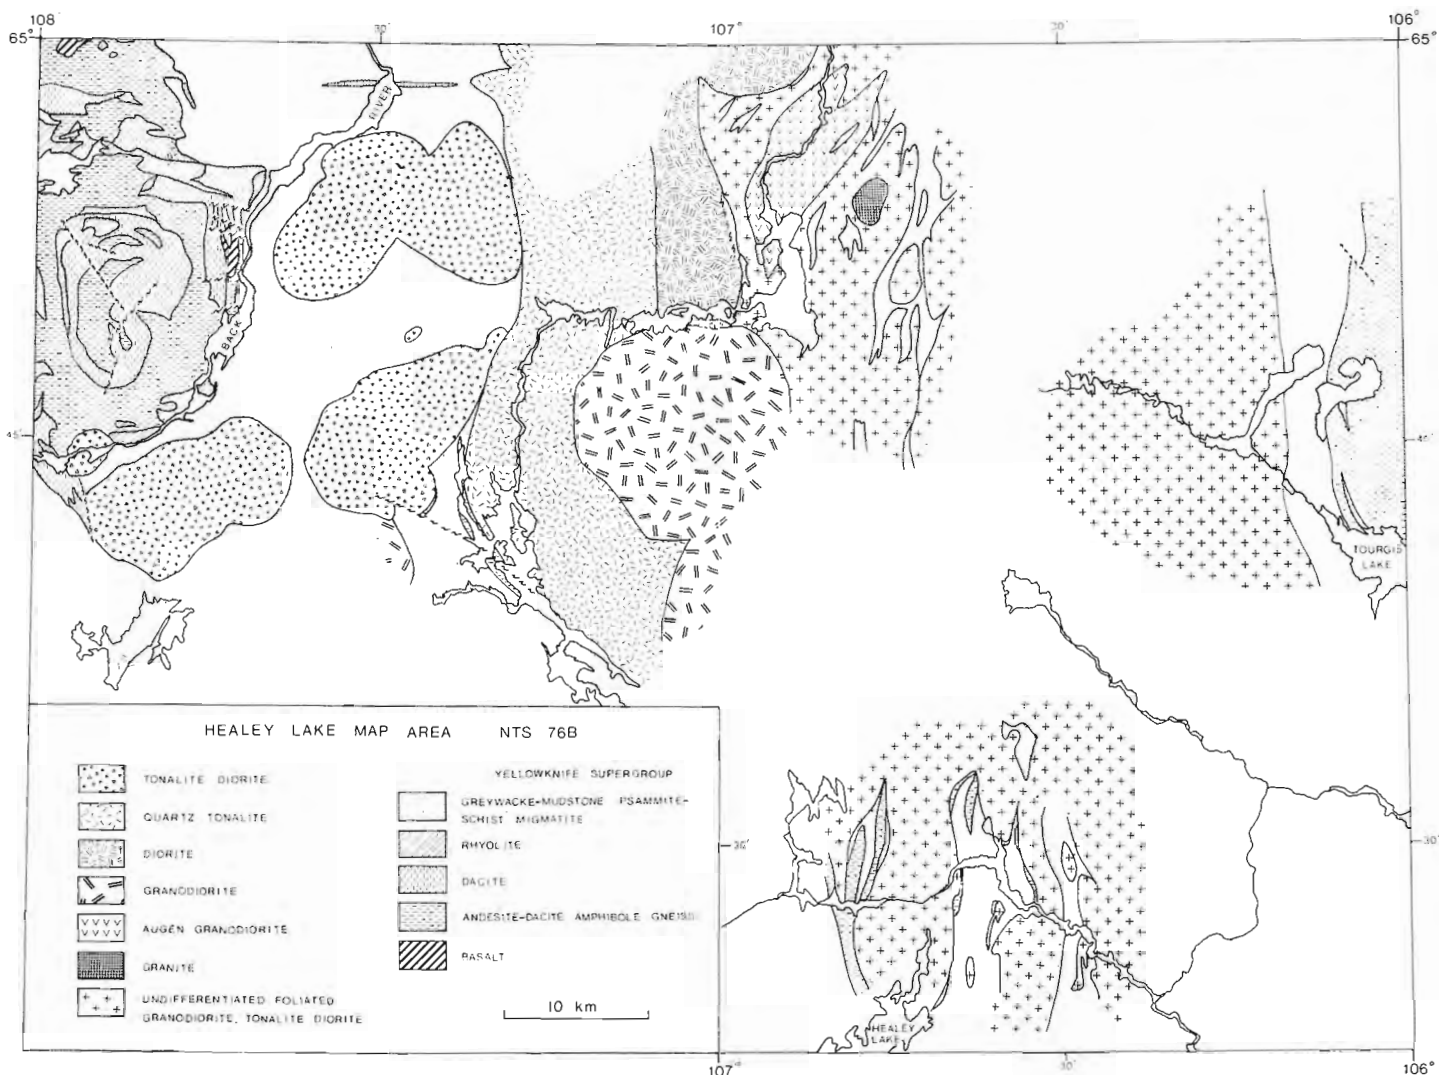 108°
30'
107°
30'
106°
65°
65°
RIVER
BACK
45'
45'
TOURGIS
LAKE
HEALEY LAKE MAP AREA NTS 76B
TONALITE DIORITE
QUARTZ TONALITE
DIORITE
GRANODIORITE
AUGEN GRANODIORITE
GRANITE
UNDIFFERENTIATED FOLIATED
GRANODIORITE, TONALITE DIORITE
YELLOWKNIFE SUPERGROUP
GREYWACKE-MUDSTONE PSAMMITE-
SCHIST MIGMATITE
RHYOLITE
DACITE
ANDESITE-DACITE AMPHIBOLE GNEISS
BASALT
10 km
30'
30'
HEALEY
LAKE
107°
30'
106°